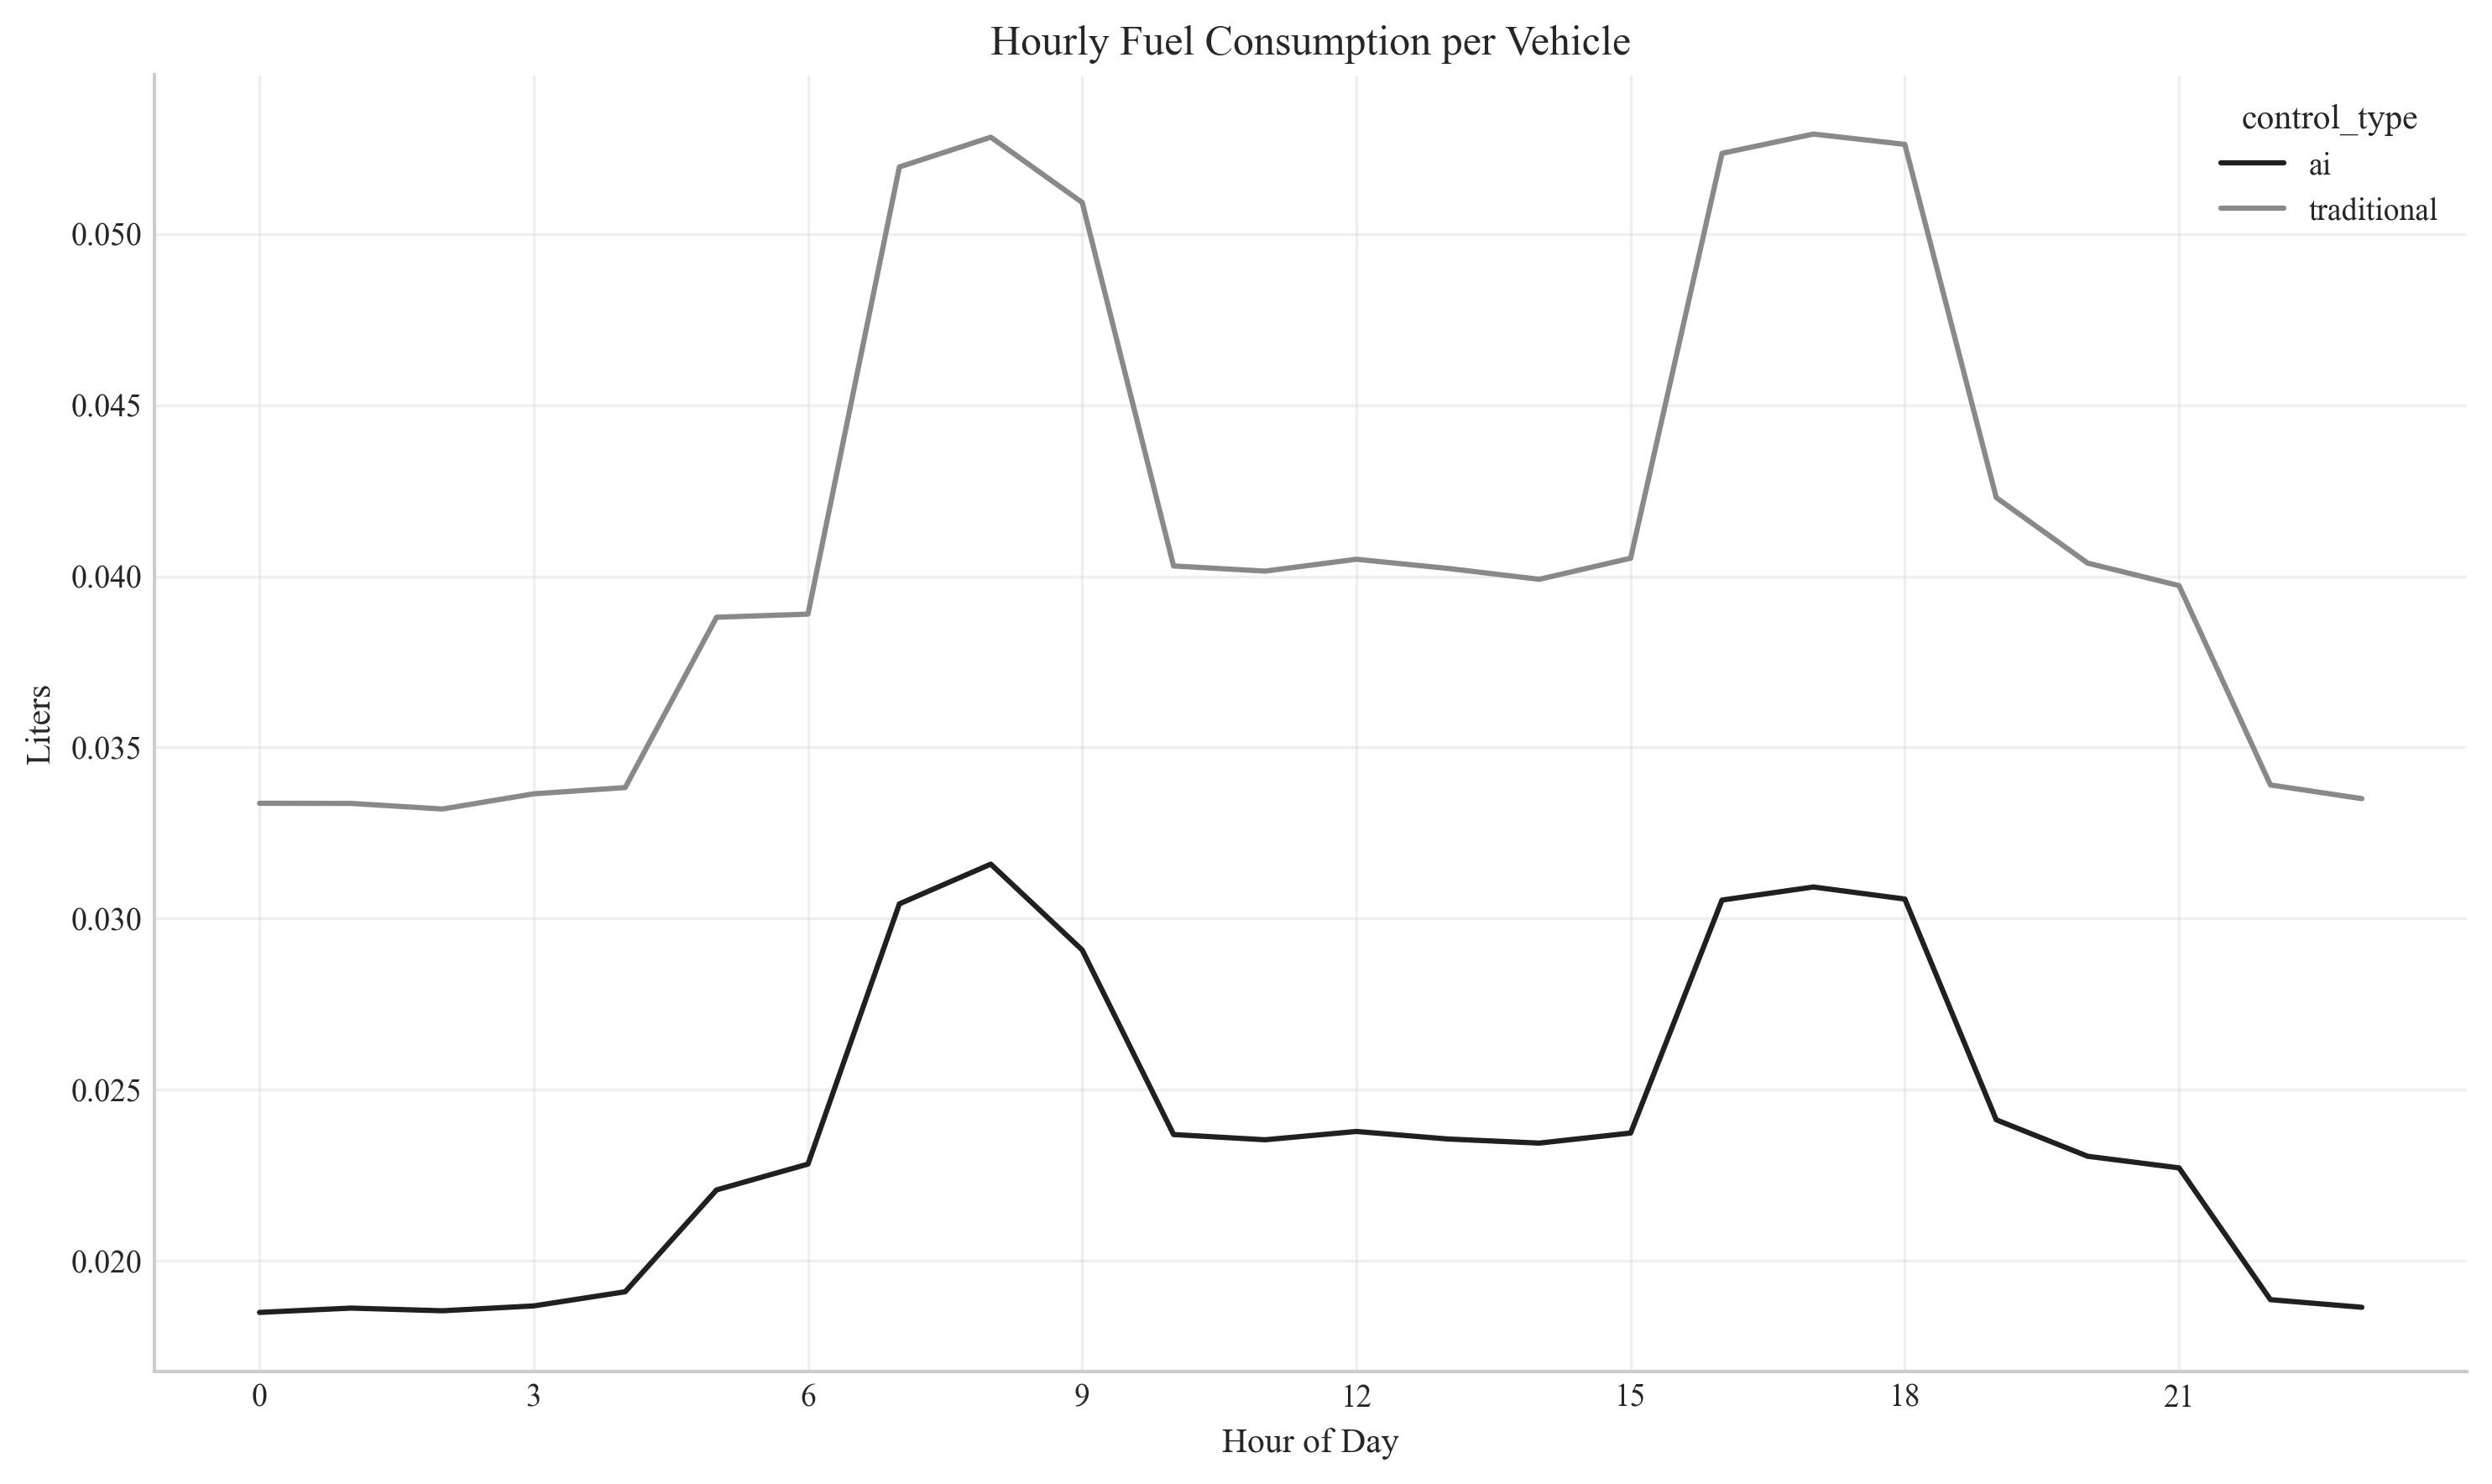 Hourly Fuel Consumption per Vehicle
control_type
ai
traditional
0.050
0.045
0.040
0.035
0.030
0.025
0.020
Liters
0 3 6 9 12 15 18 21
Hour of Day